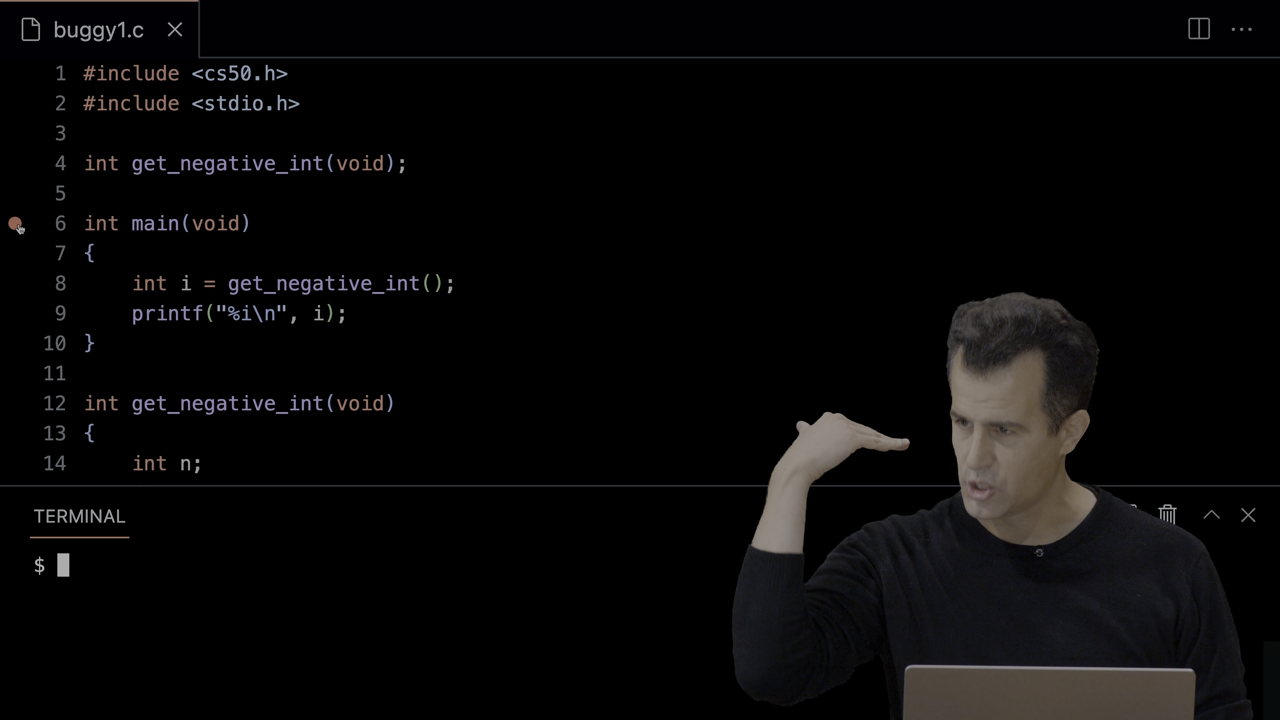 buggy1.c
1 #include <cs50.h>
2 #include <stdio.h>
3
4 int get_negative_int(void);
5
6 int main(void)
7 {
8     int i = get_negative_int();
9     printf("%i\n", i);
10 }
11
12 int get_negative_int(void)
13 {
14     int n;
TERMINAL
$